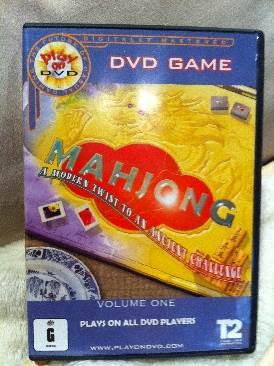 DIGITALLY MASTERED
play on DVD
DVD GAME
MAHJONG
A MODERN TWIST TO AN ANCIENT CHALLENGE
VOLUME ONE
PLAYS ON ALL DVD PLAYERS
G
T2
WWW.PLAYONDVD.COM